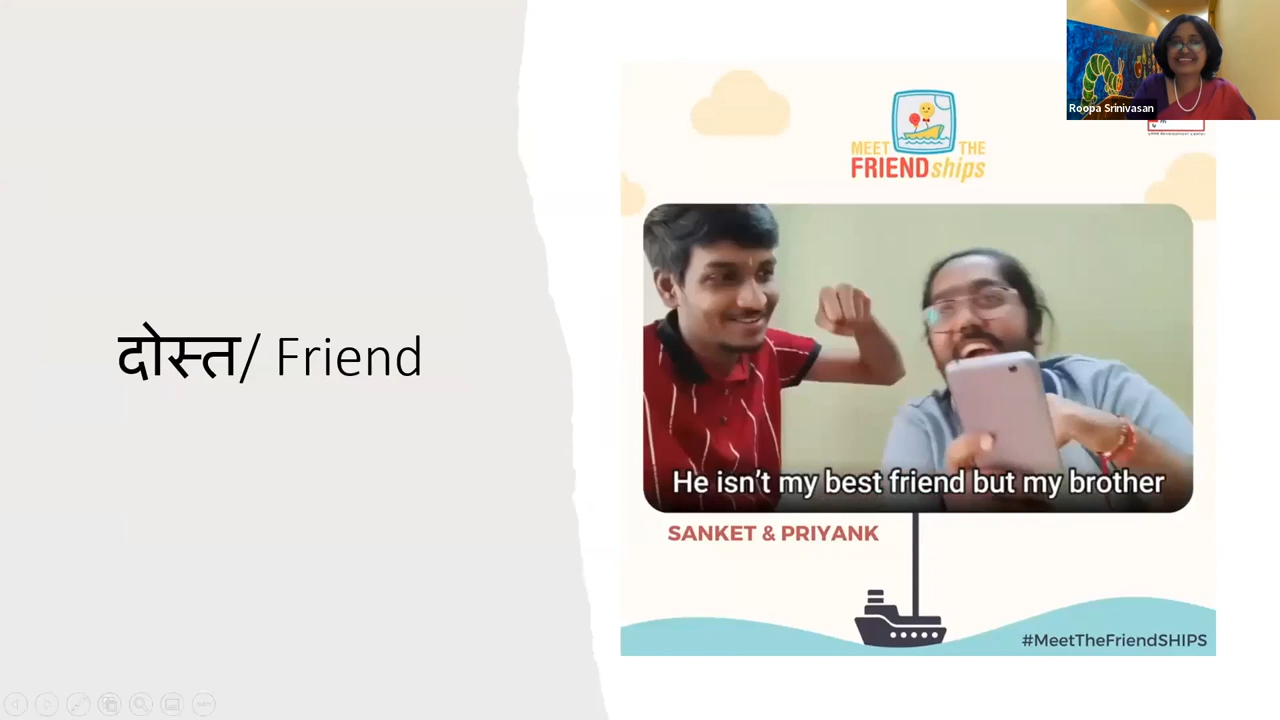 दोस्त/ Friend
MEET THE
FRIENDships
He isn't my best friend but my brother
SANKET & PRIYANK
#MeetTheFriendSHIPS
Roopa Srinivasan